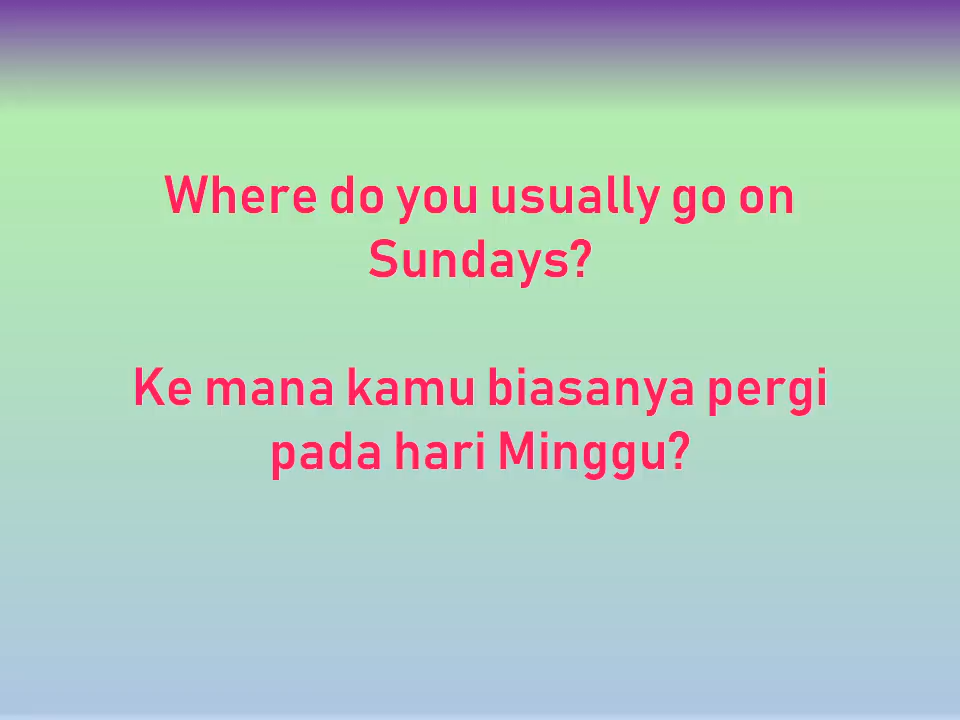 Where do you usually go on
Sundays?
Ke mana kamu biasanya pergi
pada hari Minggu?